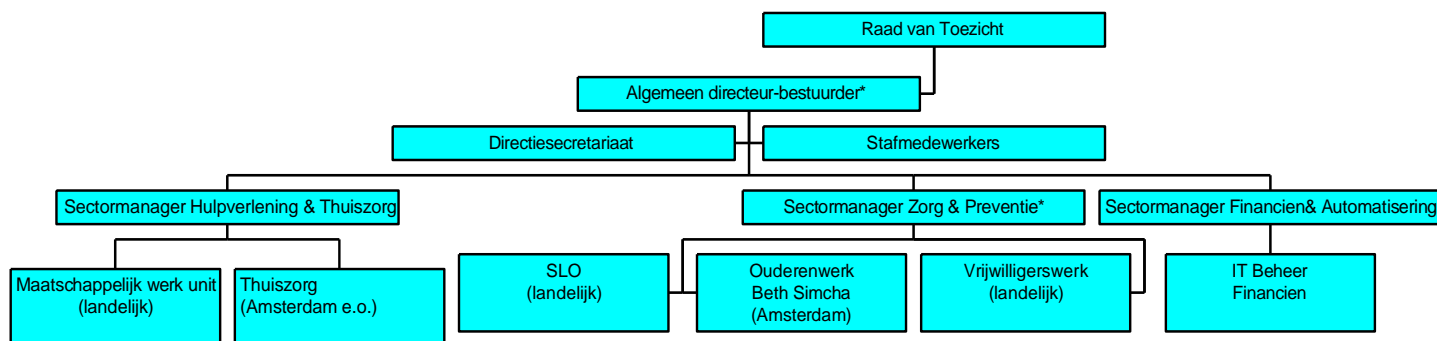 Raad van Toezicht
Algemeen directeur-bestuurder*
Directiesecretariaat
Stafmedewerkers
Sectormanager Hulpverlening & Thuiszorg
Sectormanager Zorg & Preventie*
Sectormanager Financien& Automatisering
Maatschappelijk werk unit
(landelijk)
Thuiszorg
(Amsterdam e.o.)
SLO
(landelijk)
Ouderenwerk
Beth Simcha
(Amsterdam)
Vrijwilligerswerk
(landelijk)
IT Beheer
Financien